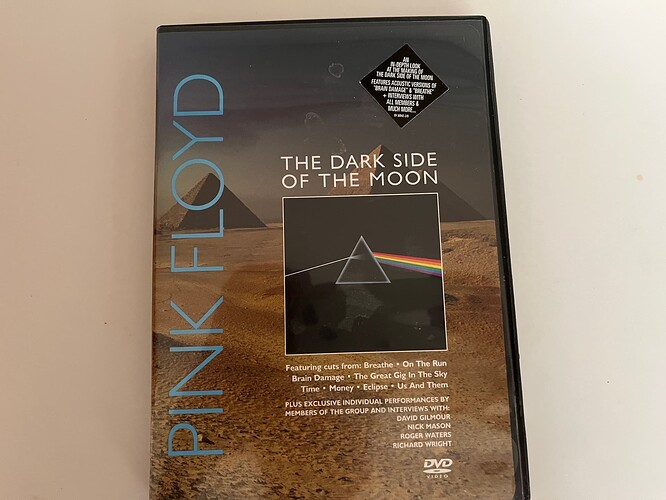 PINK FLOYD
AN
IN-DEPTH LOOK
AT THE MAKING OF
THE DARK SIDE OF THE MOON
FEATURES ACOUSTIC VERSIONS OF
"BRAIN DAMAGE" & "BREATHE"
+ INTERVIEWS WITH
ALL MEMBERS &
MUCH MORE...
THE DARK SIDE
OF THE MOON
Featuring cuts from: Breathe • On The Run
Brain Damage • The Great Gig In The Sky
Time • Money • Eclipse • Us And Them
PLUS EXCLUSIVE INDIVIDUAL PERFORMANCES BY
MEMBERS OF THE GROUP AND INTERVIEWS WITH:
DAVID GILMOUR
NICK MASON
ROGER WATERS
RICHARD WRIGHT
DVD
VIDEO